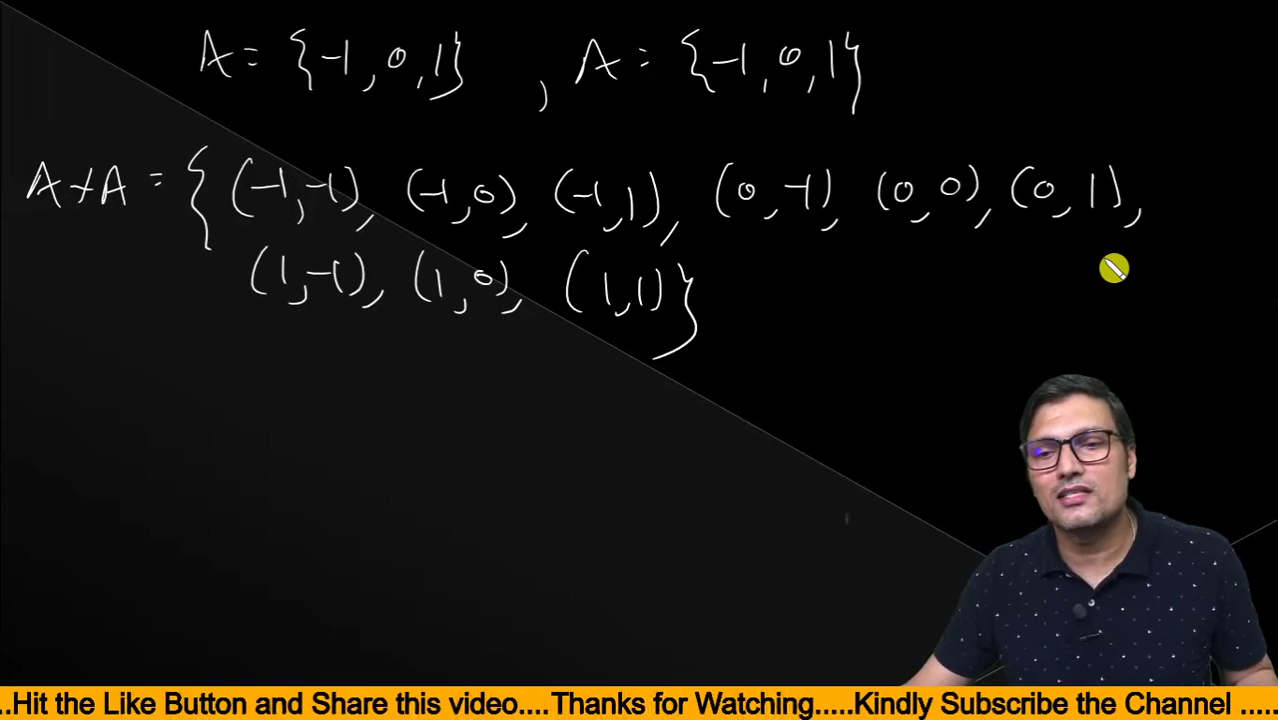 A = {-1, 0, 1} , A = {-1, 0, 1}
A × A = { (-1, -1), (-1, 0), (-1, 1), (0, -1), (0, 0), (0, 1),
(1, -1), (1, 0), (1, 1)}
..Hit the Like Button and Share this video....Thanks for Watching.....Kindly Subscribe the Channel .....